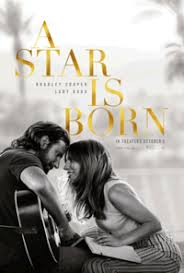 A
STAR
BRADLEY COOPER
LADY GAGA
IS
BORN
IN THEATERS OCTOBER 5